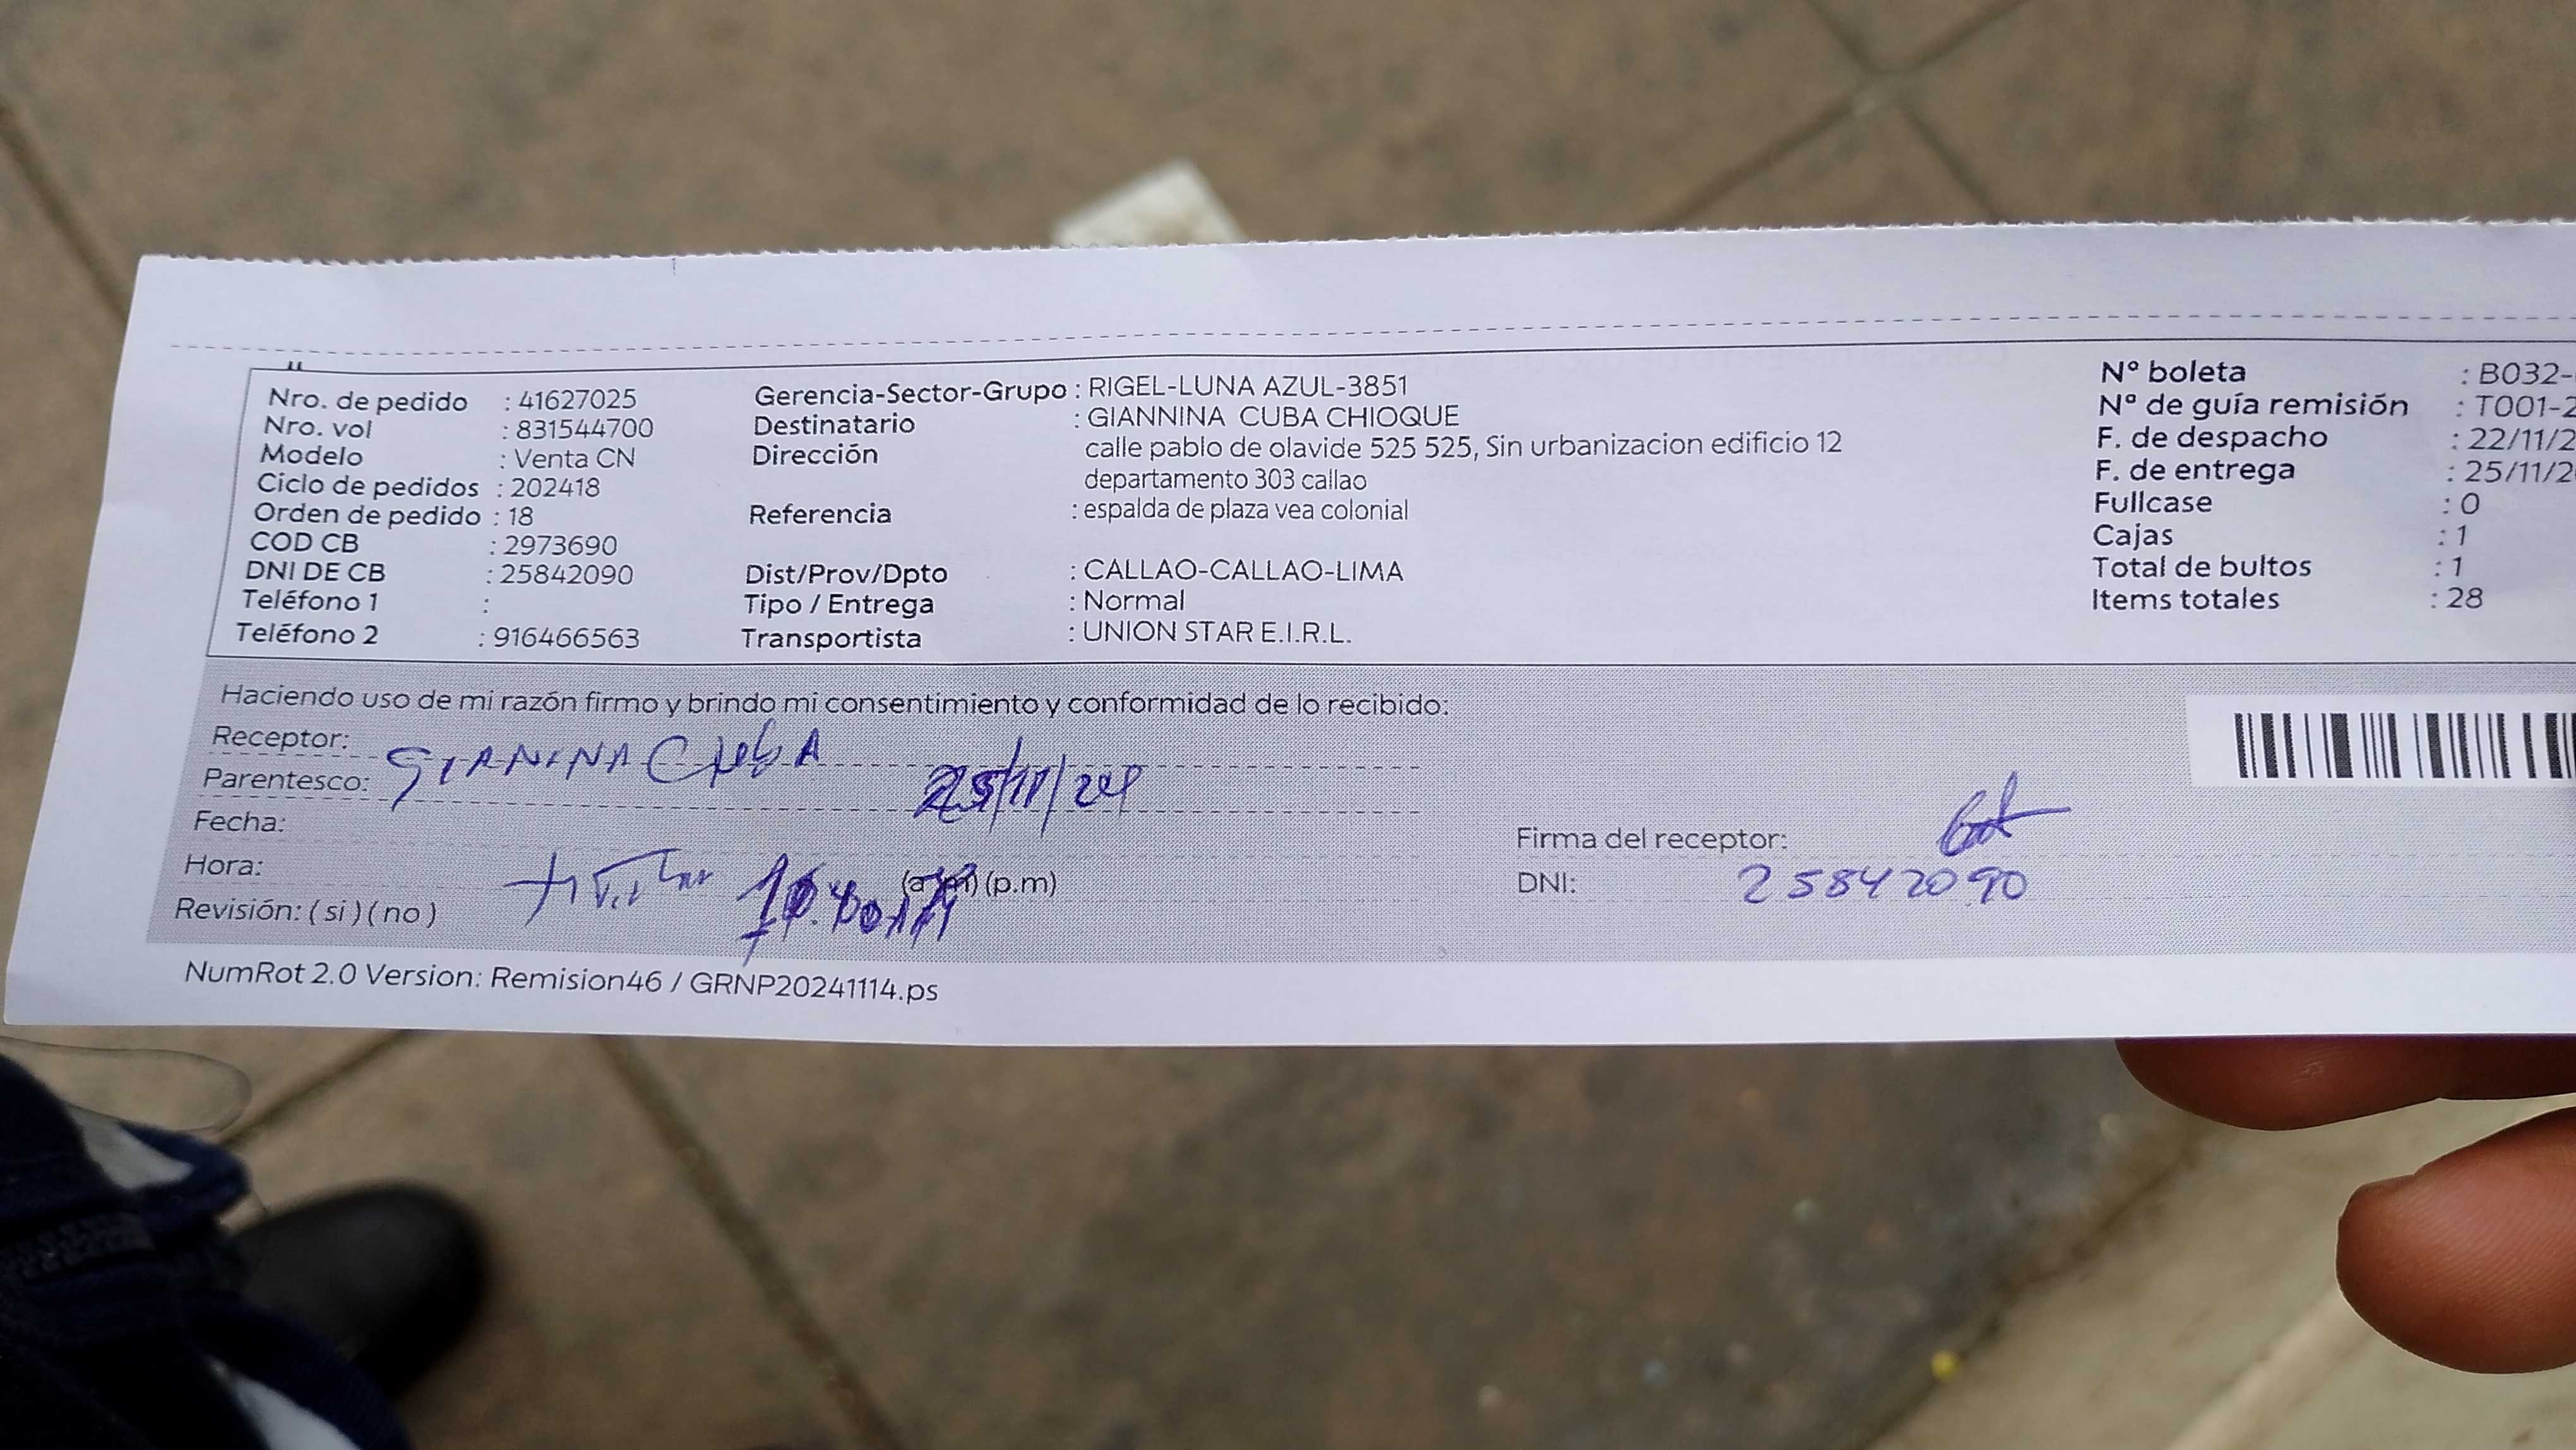 Nro. de pedido : 41627025
Nro. vol : 831544700
Modelo : Venta CN
Ciclo de pedidos : 202418
Orden de pedido : 18
COD CB : 2973690
DNI DE CB : 25842090
Teléfono 1 :
Teléfono 2 : 916466563
Gerencia-Sector-Grupo : RIGEL-LUNA AZUL-3851
Destinatario : GIANNINA CUBA CHIOQUE
Dirección calle pablo de olavide 525 525, Sin urbanizacion edificio 12
departamento 303 callao
Referencia : espalda de plaza vea colonial
Dist/Prov/Dpto : CALLAO-CALLAO-LIMA
Tipo / Entrega : Normal
Transportista : UNION STAR E.I.R.L.
Nº boleta : B032-
Nº de guía remisión : T001-2
F. de despacho : 22/11/2
F. de entrega : 25/11/2
Fullcase : 0
Cajas : 1
Total de bultos : 1
Items totales : 28
Haciendo uso de mi razón firmo y brindo mi consentimiento y conformidad de lo recibido:
Receptor: GIANINA CUBA
Parentesco:
25/11/24
Fecha:
Hora: (a.m) (p.m)
Revisión: ( si ) ( no )
Firma del receptor:
DNI: 25842090
NumRot 2.0 Version: Remision46 / GRNP20241114.ps